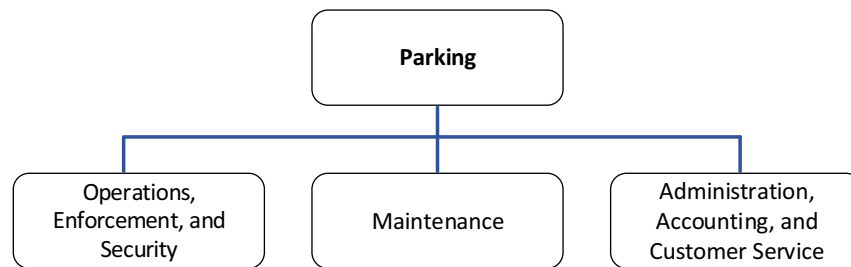 Parking
Operations,
Enforcement, and
Security
Maintenance
Administration,
Accounting, and
Customer Service